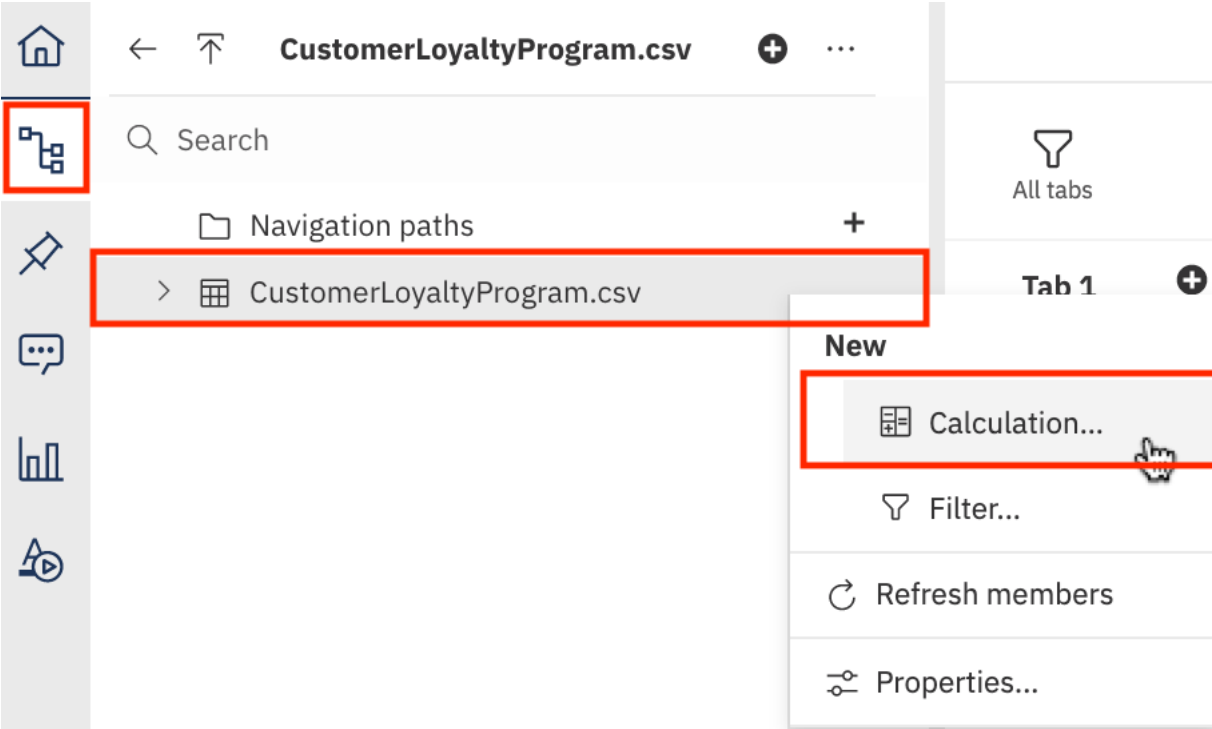 CustomerLoyaltyProgram.csv
Search
Navigation paths
CustomerLoyaltyProgram.csv
All tabs
Tab 1
New
Calculation...
Filter...
Refresh members
Properties...